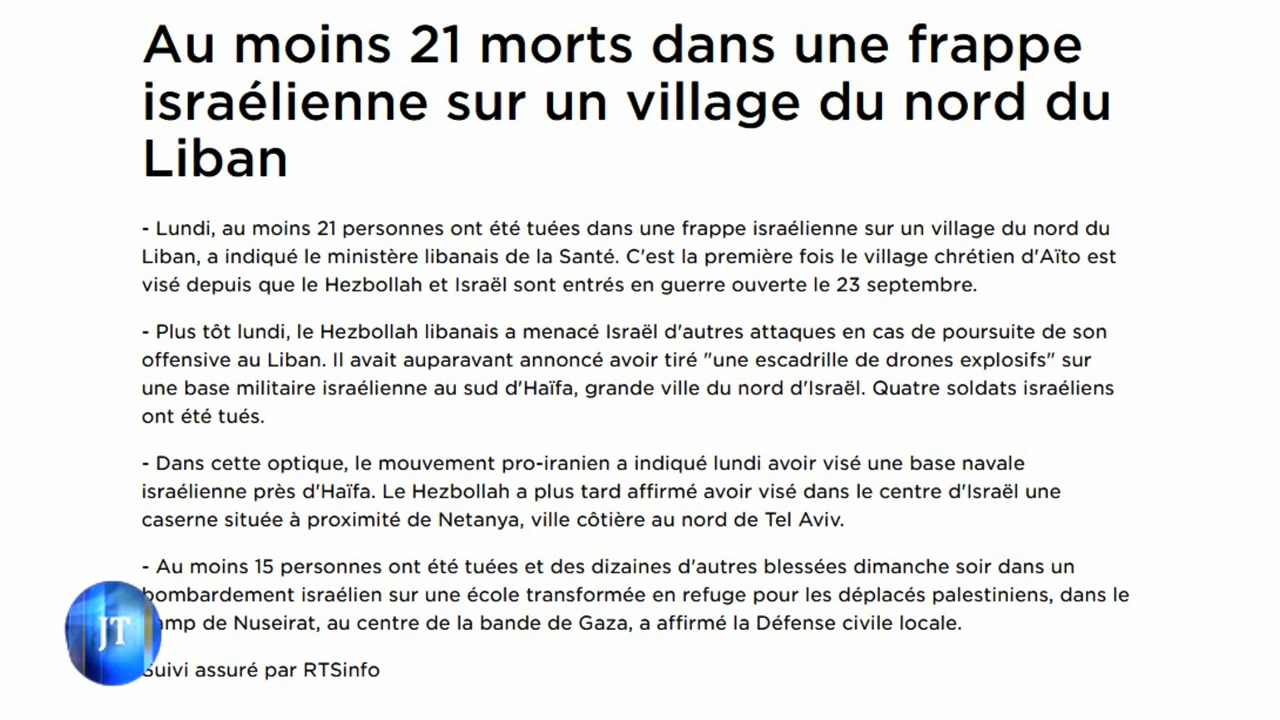 Au moins 21 morts dans une frappe
israélienne sur un village du nord du
Liban
- Lundi, au moins 21 personnes ont été tuées dans une frappe israélienne sur un village du nord du
Liban, a indiqué le ministère libanais de la Santé. C'est la première fois le village chrétien d'Aïto est
visé depuis que le Hezbollah et Israël sont entrés en guerre ouverte le 23 septembre.
- Plus tôt lundi, le Hezbollah libanais a menacé Israël d'autres attaques en cas de poursuite de son
offensive au Liban. Il avait auparavant annoncé avoir tiré "une escadrille de drones explosifs" sur
une base militaire israélienne au sud d'Haïfa, grande ville du nord d'Israël. Quatre soldats israéliens
ont été tués.
- Dans cette optique, le mouvement pro-iranien a indiqué lundi avoir visé une base navale
israélienne près d'Haïfa. Le Hezbollah a plus tard affirmé avoir visé dans le centre d'Israël une
caserne située à proximité de Netanya, ville côtière au nord de Tel Aviv.
- Au moins 15 personnes ont été tuées et des dizaines d'autres blessées dimanche soir dans un
bombardement israélien sur une école transformée en refuge pour les déplacés palestiniens, dans le
camp de Nuseirat, au centre de la bande de Gaza, a affirmé la Défense civile locale.
JT
Suivi assuré par RTSinfo